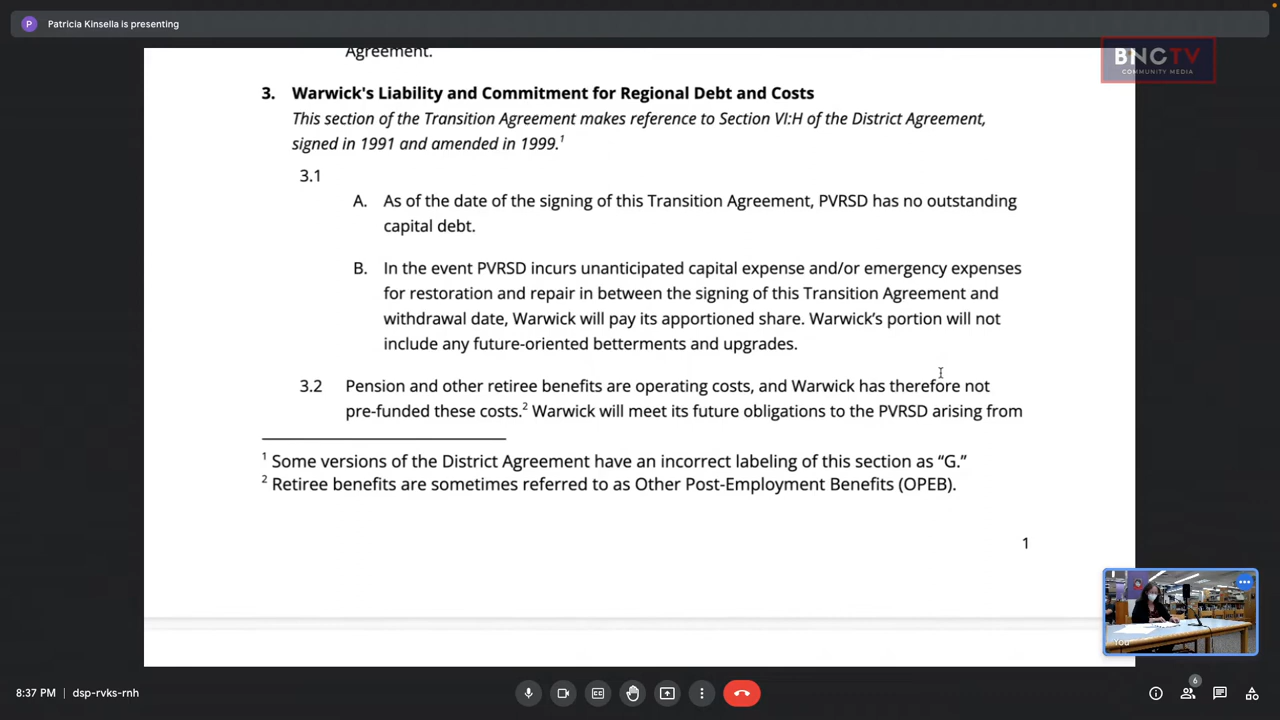 P Patricia Kinsella is presenting
BNCTV
COMMUNITY MEDIA
Agreement.
3. Warwick's Liability and Commitment for Regional Debt and Costs
This section of the Transition Agreement makes reference to Section VI:H of the District Agreement,
signed in 1991 and amended in 1999.1
3.1
A. As of the date of the signing of this Transition Agreement, PVRSD has no outstanding
capital debt.
B. In the event PVRSD incurs unanticipated capital expense and/or emergency expenses
for restoration and repair in between the signing of this Transition Agreement and
withdrawal date, Warwick will pay its apportioned share. Warwick’s portion will not
include any future-oriented betterments and upgrades.
3.2 Pension and other retiree benefits are operating costs, and Warwick has therefore not
pre-funded these costs.2 Warwick will meet its future obligations to the PVRSD arising from
1 Some versions of the District Agreement have an incorrect labeling of this section as “G.”
2 Retiree benefits are sometimes referred to as Other Post-Employment Benefits (OPEB).
1
You
8:37 PM | dsp-rvks-rnh
CC
6